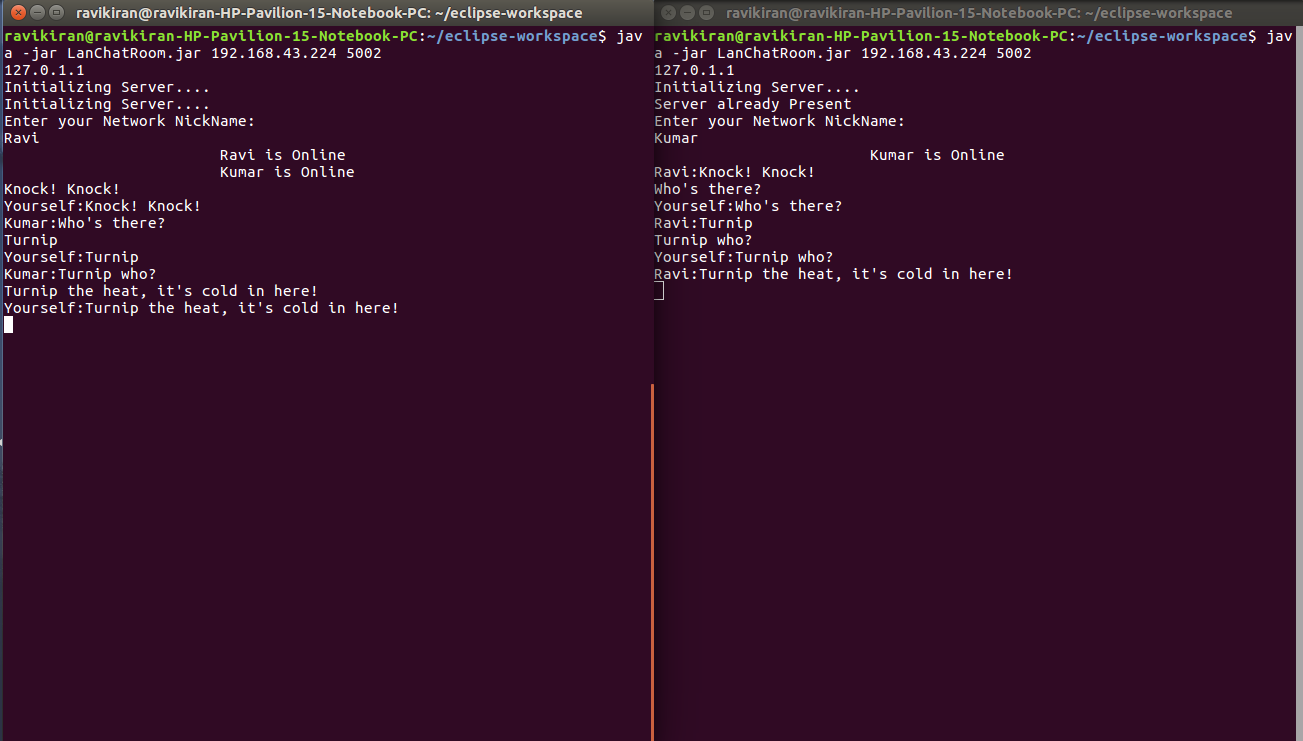 ravikiran@ravikiran-HP-Pavilion-15-Notebook-PC: ~/eclipse-workspace
ravikiran@ravikiran-HP-Pavilion-15-Notebook-PC:~/eclipse-workspace$ jav
a -jar LanChatRoom.jar 192.168.43.224 5002
127.0.1.1
Initializing Server....
Initializing Server....
Enter your Network NickName:
Ravi
Ravi is Online
Kumar is Online
Knock! Knock!
Yourself:Knock! Knock!
Kumar:Who's there?
Turnip
Yourself:Turnip
Kumar:Turnip who?
Turnip the heat, it's cold in here!
Yourself:Turnip the heat, it's cold in here!
ravikiran@ravikiran-HP-Pavilion-15-Notebook-PC: ~/eclipse-workspace
ravikiran@ravikiran-HP-Pavilion-15-Notebook-PC:~/eclipse-workspace$ jav
a -jar LanChatRoom.jar 192.168.43.224 5002
127.0.1.1
Initializing Server....
Server already Present
Enter your Network NickName:
Kumar
Kumar is Online
Ravi:Knock! Knock!
Who's there?
Yourself:Who's there?
Ravi:Turnip
Turnip who?
Yourself:Turnip who?
Ravi:Turnip the heat, it's cold in here!